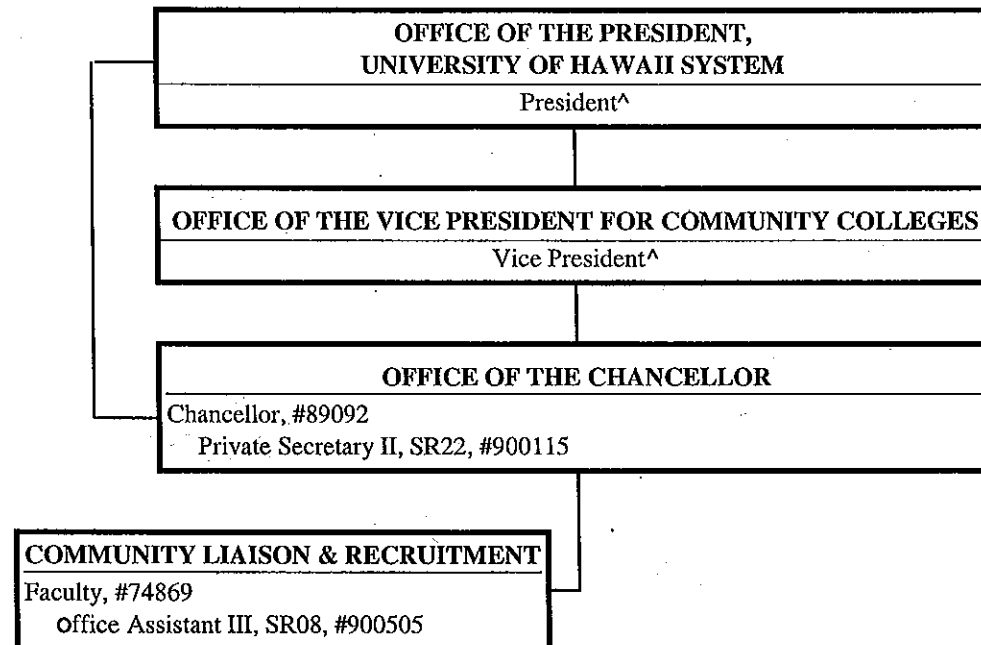 OFFICE OF THE PRESIDENT,
UNIVERSITY OF HAWAII SYSTEM
President^
OFFICE OF THE VICE PRESIDENT FOR COMMUNITY COLLEGES
Vice President^
OFFICE OF THE CHANCELLOR
Chancellor, #89092
Private Secretary II, SR22, #900115
COMMUNITY LIAISON & RECRUITMENT
Faculty, #74869
Office Assistant III, SR08, #900505